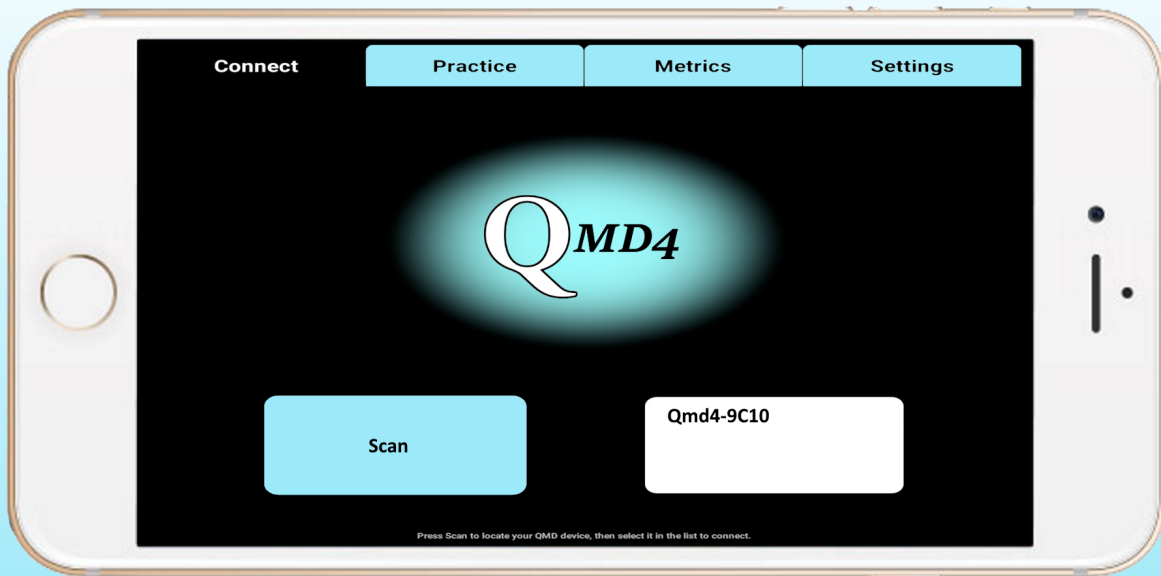 Connect
Practice
Metrics
Settings
QMD4
Scan
Qmd4-9C10
Press Scan to locate your QMD device, then select it in the list to connect.